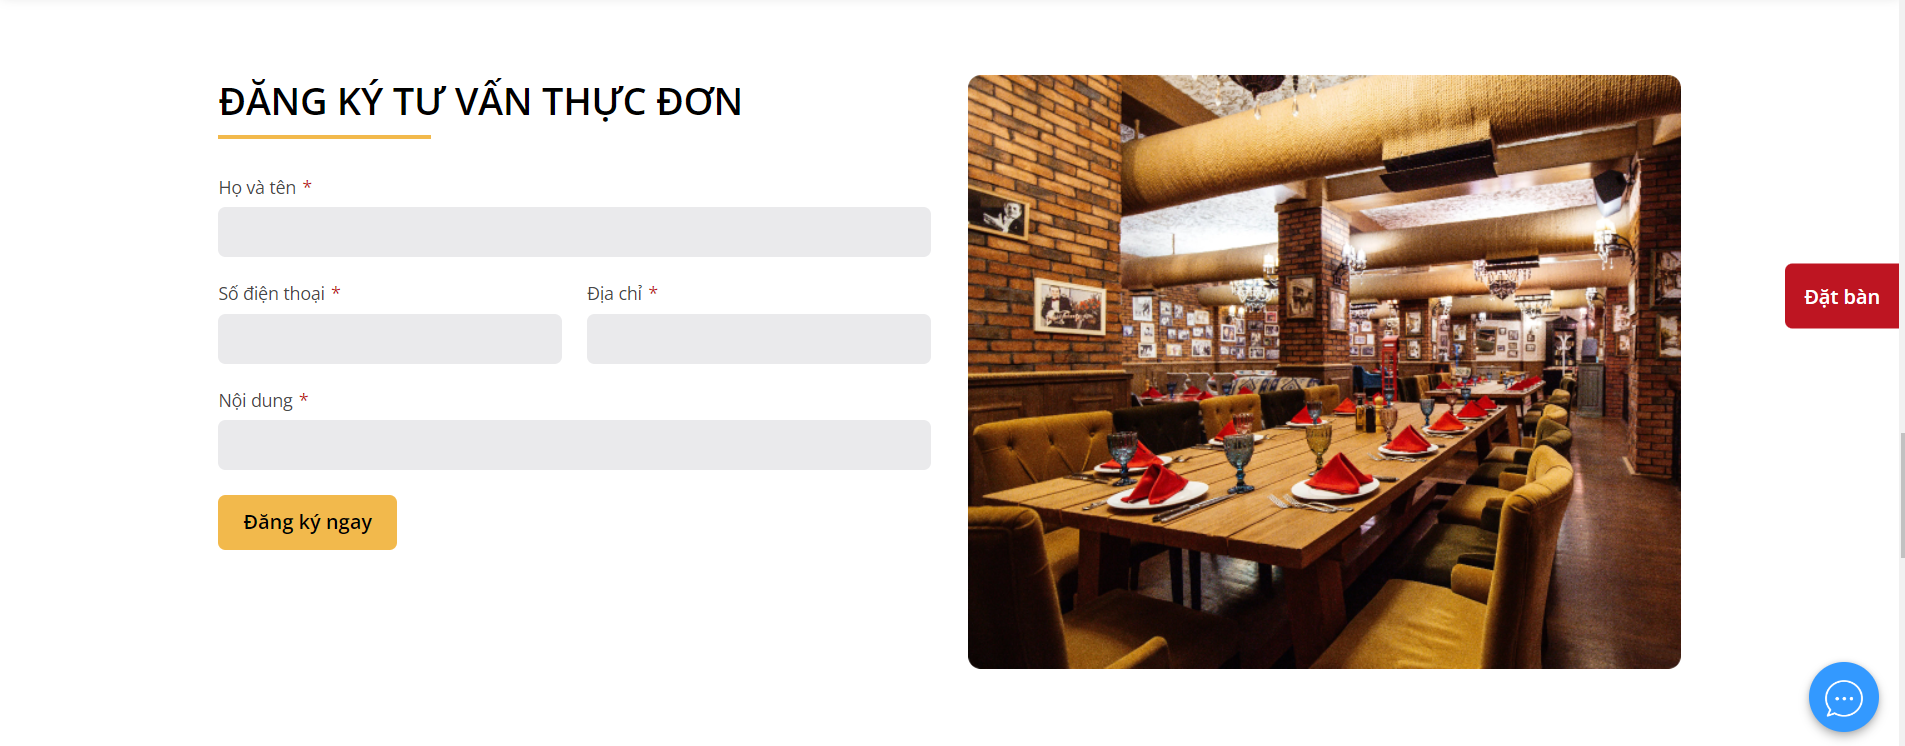 ĐĂNG KÝ TƯ VẤN THỰC ĐƠN
Họ và tên *
Số điện thoại *
Địa chỉ *
Nội dung *
Đăng ký ngay
Đặt bàn